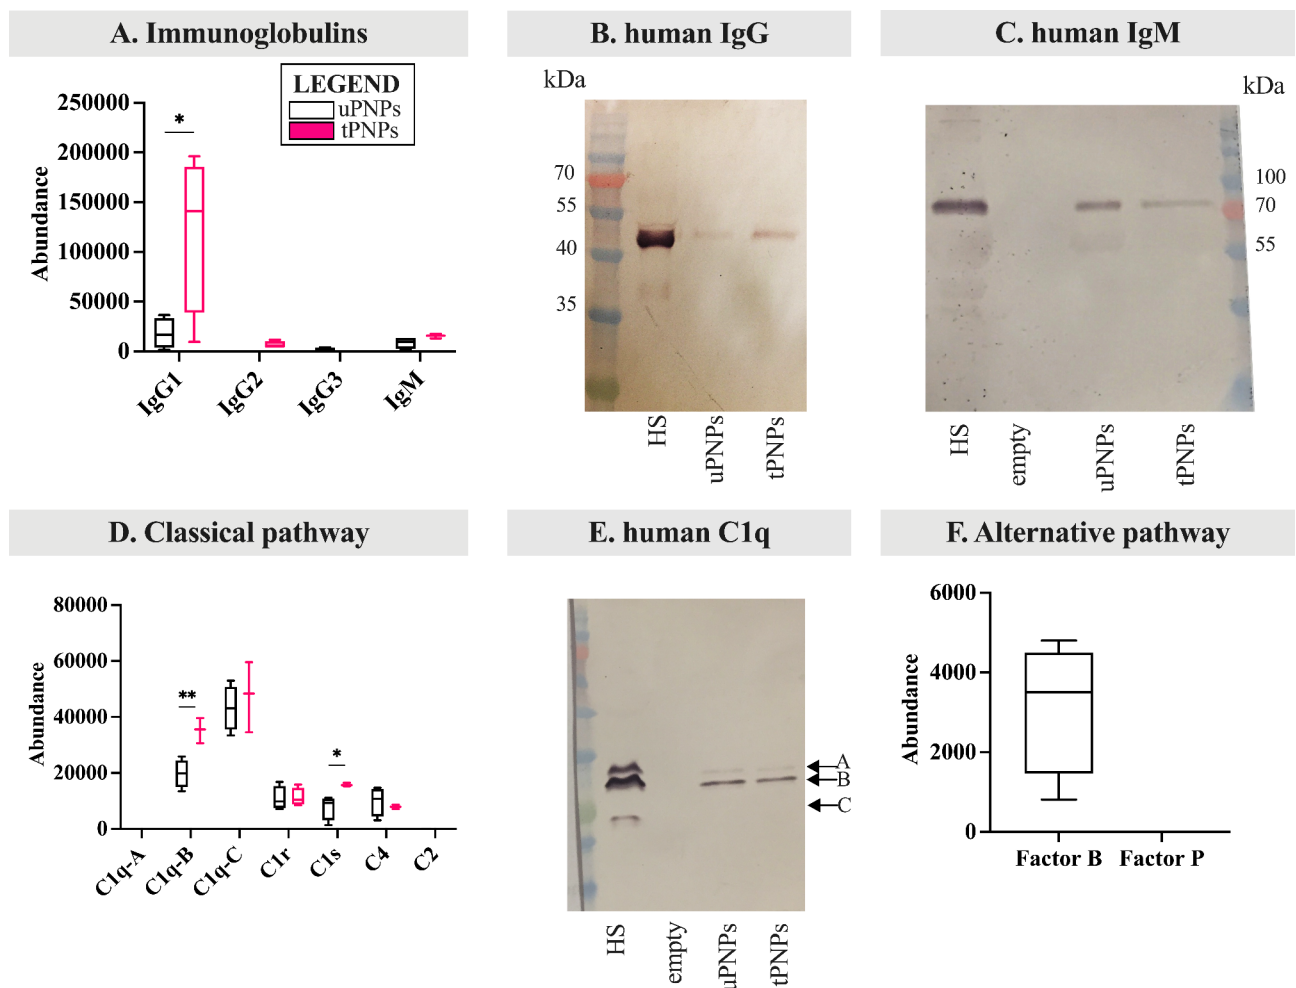 A. Immunoglobulins
LEGEND
uPNPs
tPNPs
Abundance
250000
200000
150000
100000
50000
0
*
IgG1
IgG2
IgG3
IgM
B. human IgG
kDa
70
55
40
35
HS
uPNPs
tPNPs
C. human IgM
kDa
100
70
55
HS
empty
uPNPs
tPNPs
D. Classical pathway
Abundance
80000
60000
40000
20000
0
**
*
C1q-A
C1q-B
C1q-C
C1r
C1s
C4
C2
E. human C1q
A
B
C
HS
empty
uPNPs
tPNPs
F. Alternative pathway
Abundance
6000
4000
2000
0
Factor B
Factor P